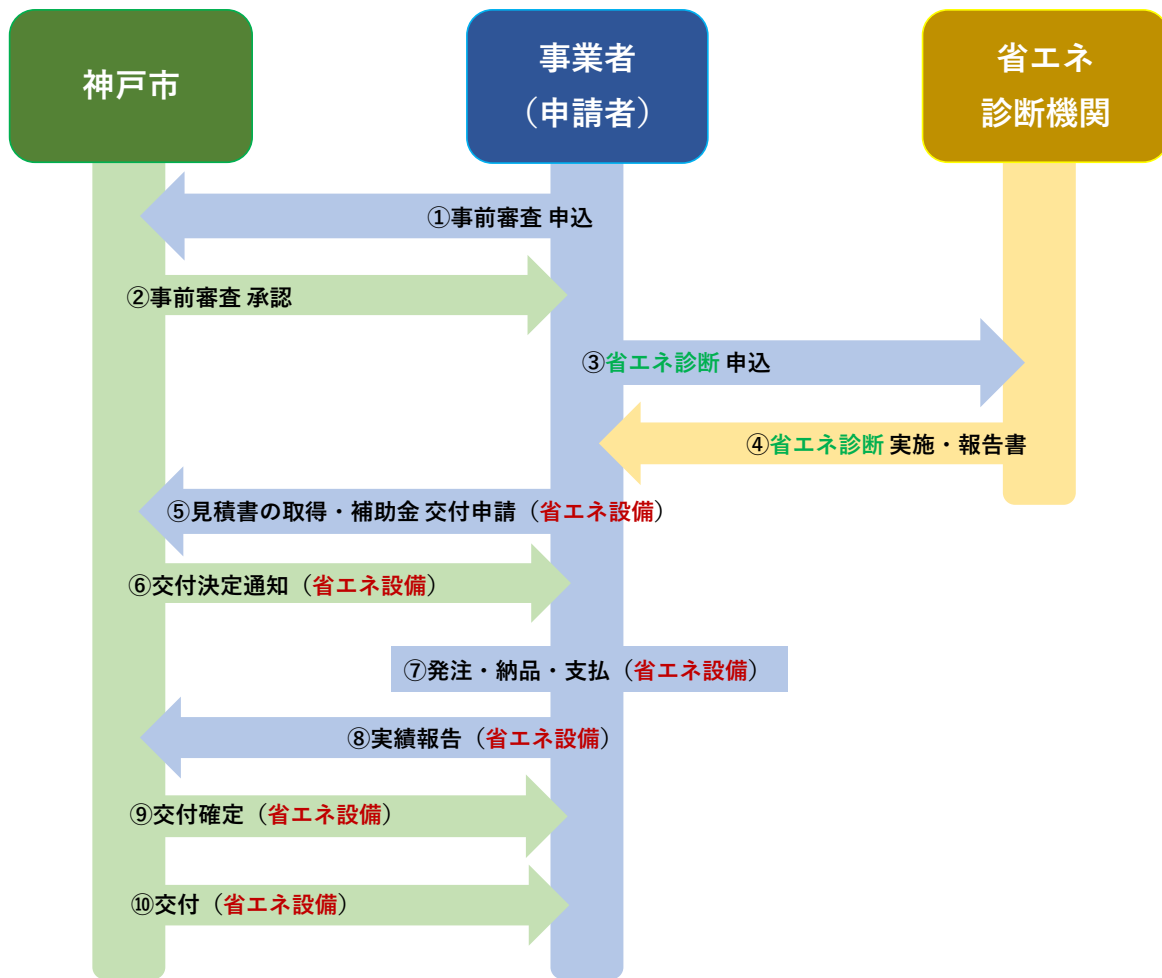 神戸市
事業者
（申請者）
省エネ
診断機関
①事前審査 申込
②事前審査 承認
③省エネ診断 申込
④省エネ診断 実施・報告書
⑤見積書の取得・補助金 交付申請（省エネ設備）
⑥交付決定通知（省エネ設備）
⑦発注・納品・支払（省エネ設備）
⑧実績報告（省エネ設備）
⑨交付確定（省エネ設備）
⑩交付（省エネ設備）